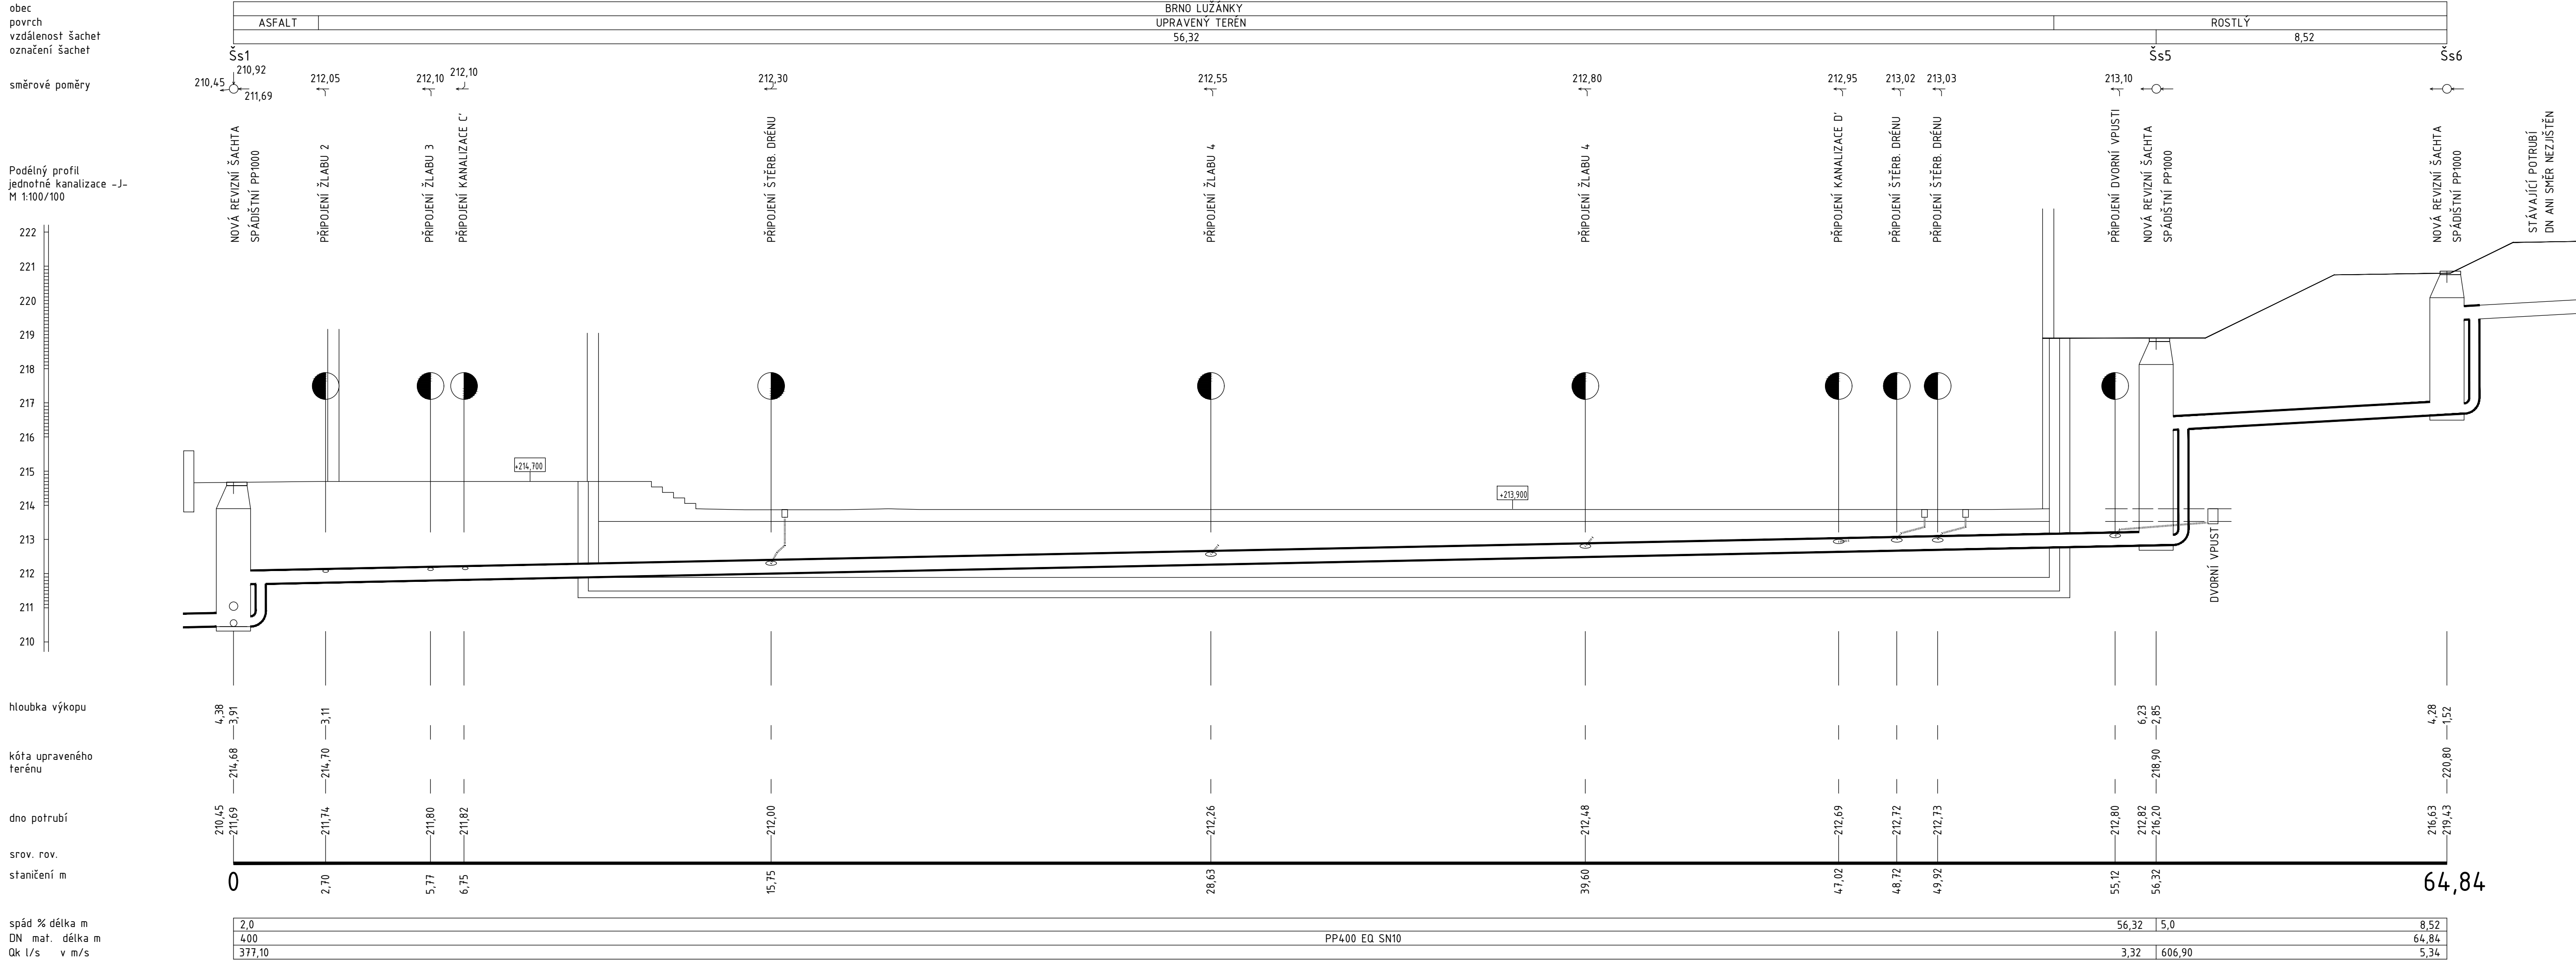 obec BRNO LUŽÁNKY
povrch ASFALT UPRAVENÝ TERÉN ROSTLÝ
vzdálenost šachet 56,32 8,52
označení šachet Šs1 Šs5 Šs6
210,92 212,05 212,10 212,10 212,30 212,55 212,80 212,95 213,02 213,03 213,10
směrové poměry 210,45
211,69
NOVÁ REVIZNÍ ŠACHTA
SPÁDIŠTNÍ PP1000
PŘIPOJENÍ ŽLABU 2
PŘIPOJENÍ ŽLABU 3
PŘIPOJENÍ KANALIZACE C'
PŘIPOJENÍ ŠTĚRB. DRÉNU
PŘIPOJENÍ ŽLABU 4
PŘIPOJENÍ ŽLABU 4
PŘIPOJENÍ KANALIZACE D'
PŘIPOJENÍ ŠTĚRB. DRÉNU
PŘIPOJENÍ ŠTĚRB. DRÉNU
PŘIPOJENÍ DVORNÍ VPUSTI
NOVÁ REVIZNÍ ŠACHTA
SPÁDIŠTNÍ PP1000
NOVÁ REVIZNÍ ŠACHTA
SPÁDIŠTNÍ PP1000
STÁVAJÍCÍ POTRUBÍ
DN ANI SMĚR NEZJIŠTĚN
Podélný profil
jednotné kanalizace -J-
M 1:100/100
222
221
220
219
218
217
216
215
214
213
212
211
210
+214,700
+213,900
DVORNÍ VPUSŤ
hloubka výkopu 4,38 3,91 3,11 6,23 2,85 4,28 1,52
kóta upraveného
terénu 214,68 214,70 218,90 220,80
dno potrubí 210,45 211,69 211,74 211,80 211,82 212,00 212,26 212,48 212,69 212,72 212,73 212,80 212,82 216,20 216,63 219,43
srov. rov.
staničení m 0 2,70 5,77 6,75 15,75 28,63 39,60 47,02 48,72 49,92 55,12 56,32 64,84
spád % délka m 2,0 56,32 5,0 8,52
DN mat. délka m 400 PP400 EQ SN10 64,84
Qk l/s v m/s 377,10 3,32 606,90 5,34